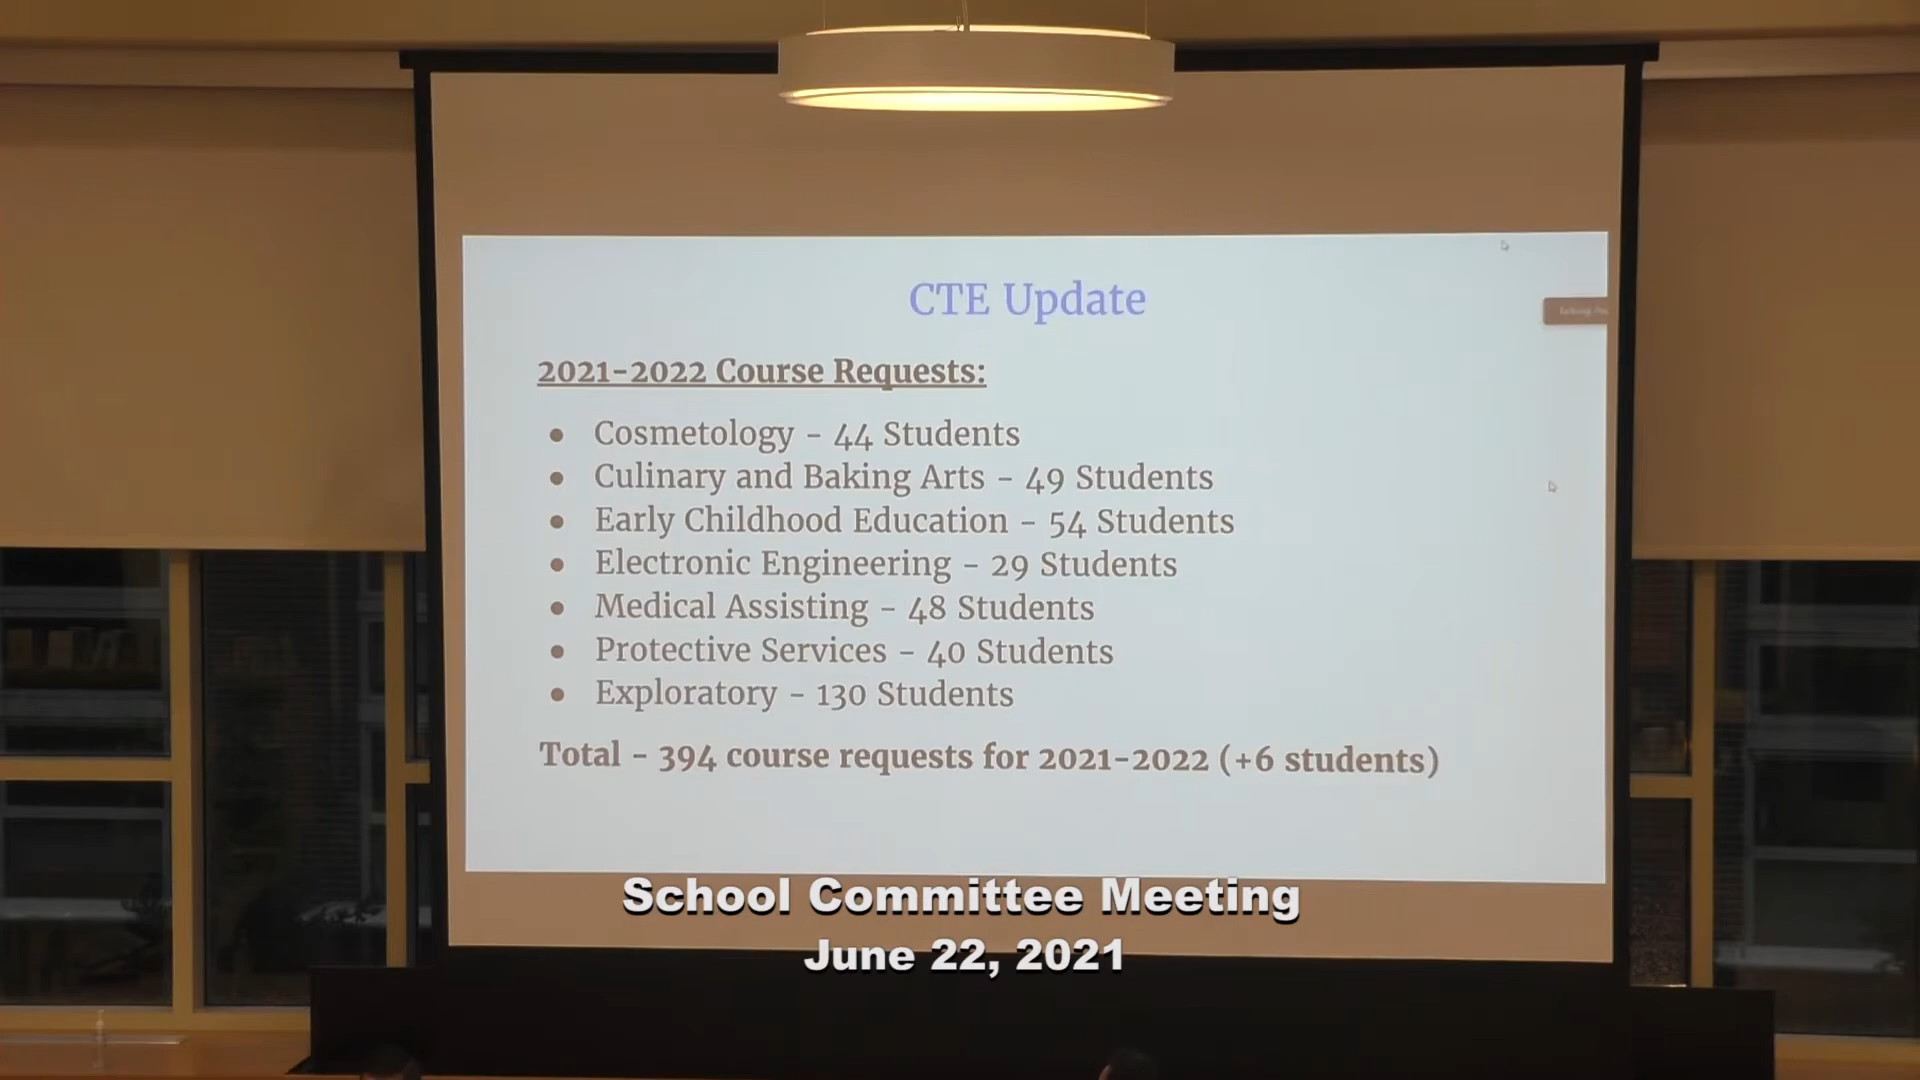 CTE Update
2021-2022 Course Requests:
● Cosmetology - 44 Students
● Culinary and Baking Arts - 49 Students
● Early Childhood Education - 54 Students
● Electronic Engineering - 29 Students
● Medical Assisting - 48 Students
● Protective Services - 40 Students
● Exploratory - 130 Students
Total - 394 course requests for 2021-2022 (+6 students)
School Committee Meeting
June 22, 2021